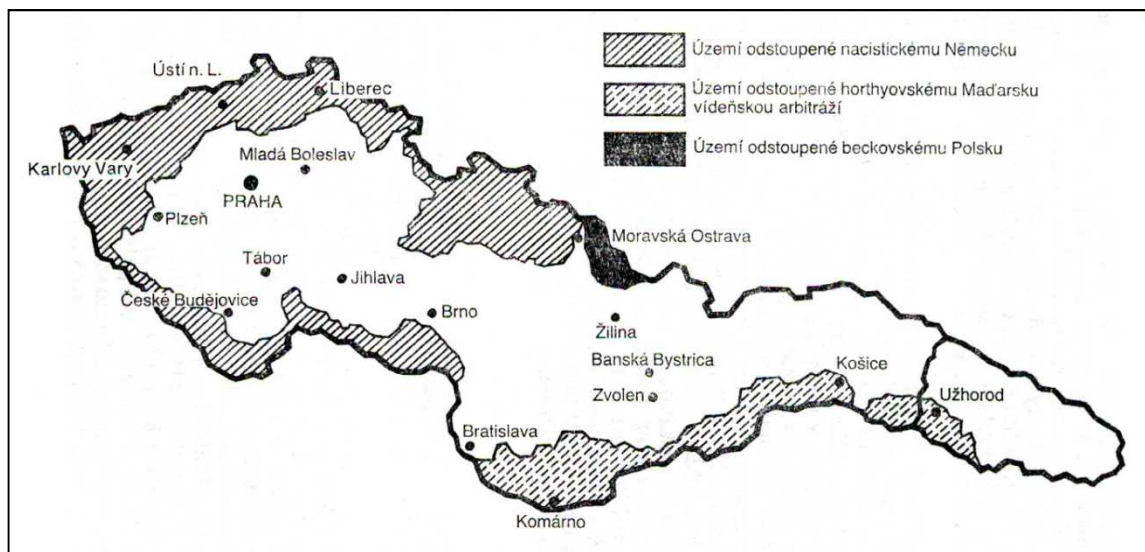 Území odstoupené nacistickému Německu
Území odstoupené horthyovskému Maďarsku
vídeňskou arbitráží
Území odstoupené beckovskému Polsku
Ústí n. L.
Liberec
Karlovy Vary
Mladá Boleslav
PRAHA
Plzeň
Moravská Ostrava
Tábor
Jihlava
České Budějovice
Brno
Žilina
Banská Bystrica
Košice
Zvolen
Užhorod
Bratislava
Komárno